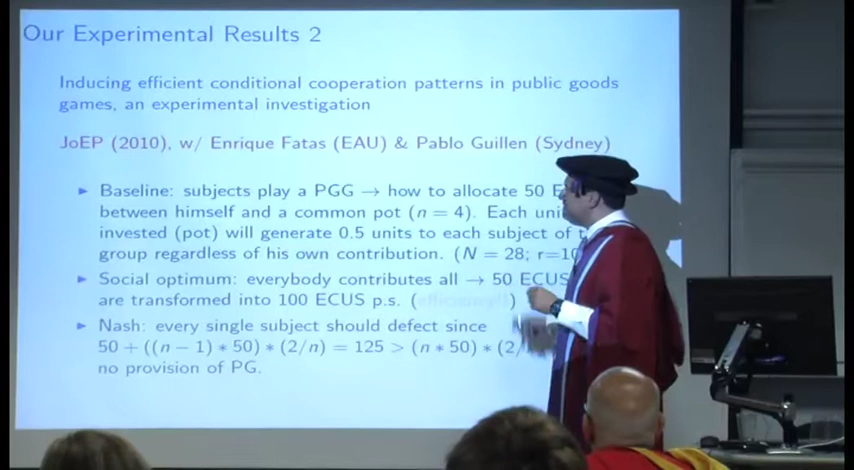 Our Experimental Results 2
Inducing efficient conditional cooperation patterns in public goods
games, an experimental investigation
JoEP (2010), w/ Enrique Fatas (EAU) & Pablo Guillen (Sydney)
► Baseline: subjects play a PGG → how to allocate 50
between himself and a common pot (n = 4). Each
invested (pot) will generate 0.5 units to each subject of
group regardless of his own contribution. (N = 28;
► Social optimum: everybody contributes all → 50 ECUS
are transformed into 100 ECUS p.s. (efficiency!!)
► Nash: every single subject should defect since
50 + ((n − 1) ∗ 50) ∗ (2/n) = 125 > (n ∗ 50) ∗ (2/
no provision of PG.